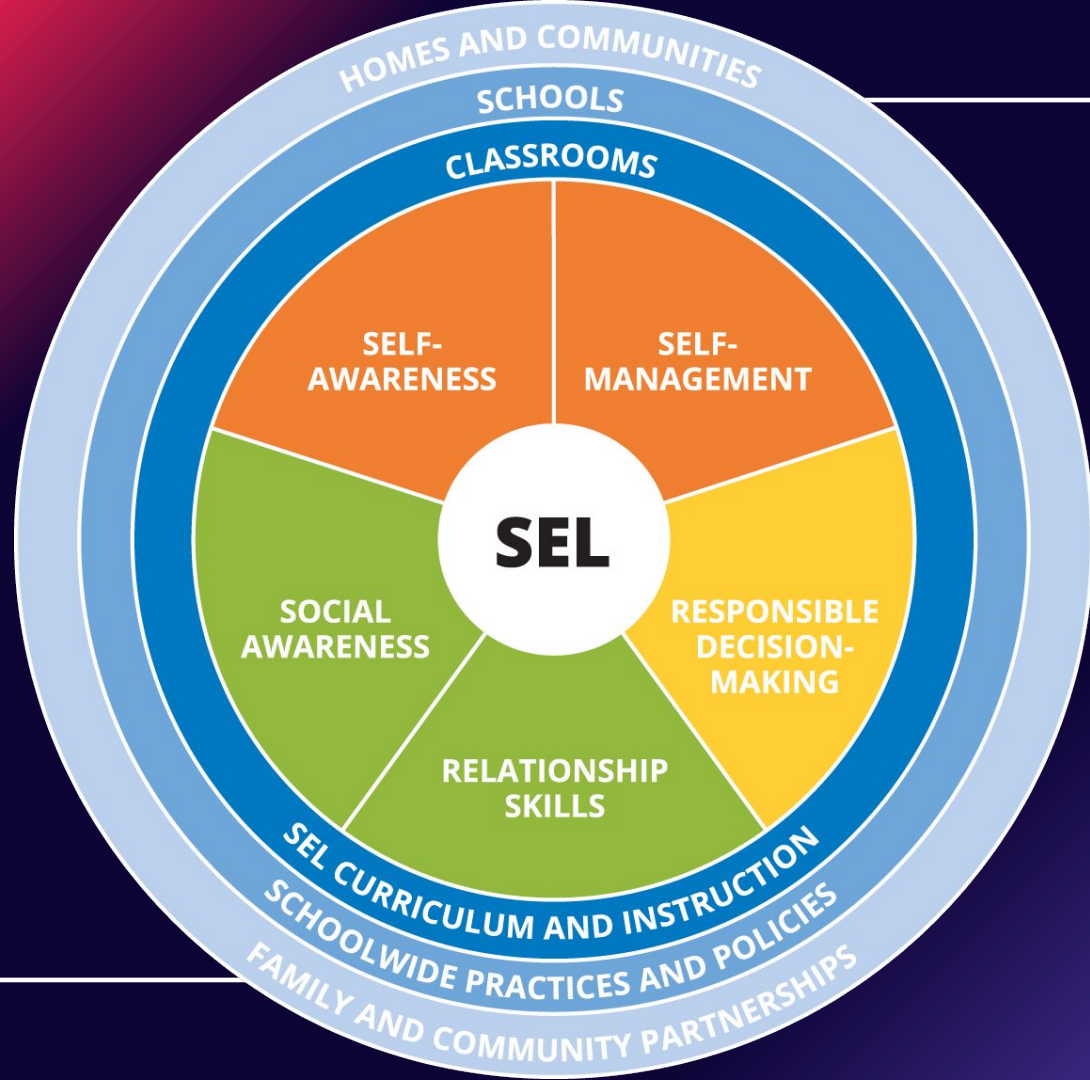 HOMES AND COMMUNITIES
SCHOOLS
CLASSROOMS
SELF-
AWARENESS
SELF-
MANAGEMENT
SEL
SOCIAL
AWARENESS
RESPONSIBLE
DECISION-
MAKING
RELATIONSHIP
SKILLS
SEL CURRICULUM AND INSTRUCTION
SCHOOLWIDE PRACTICES AND POLICIES
FAMILY AND COMMUNITY PARTNERSHIPS